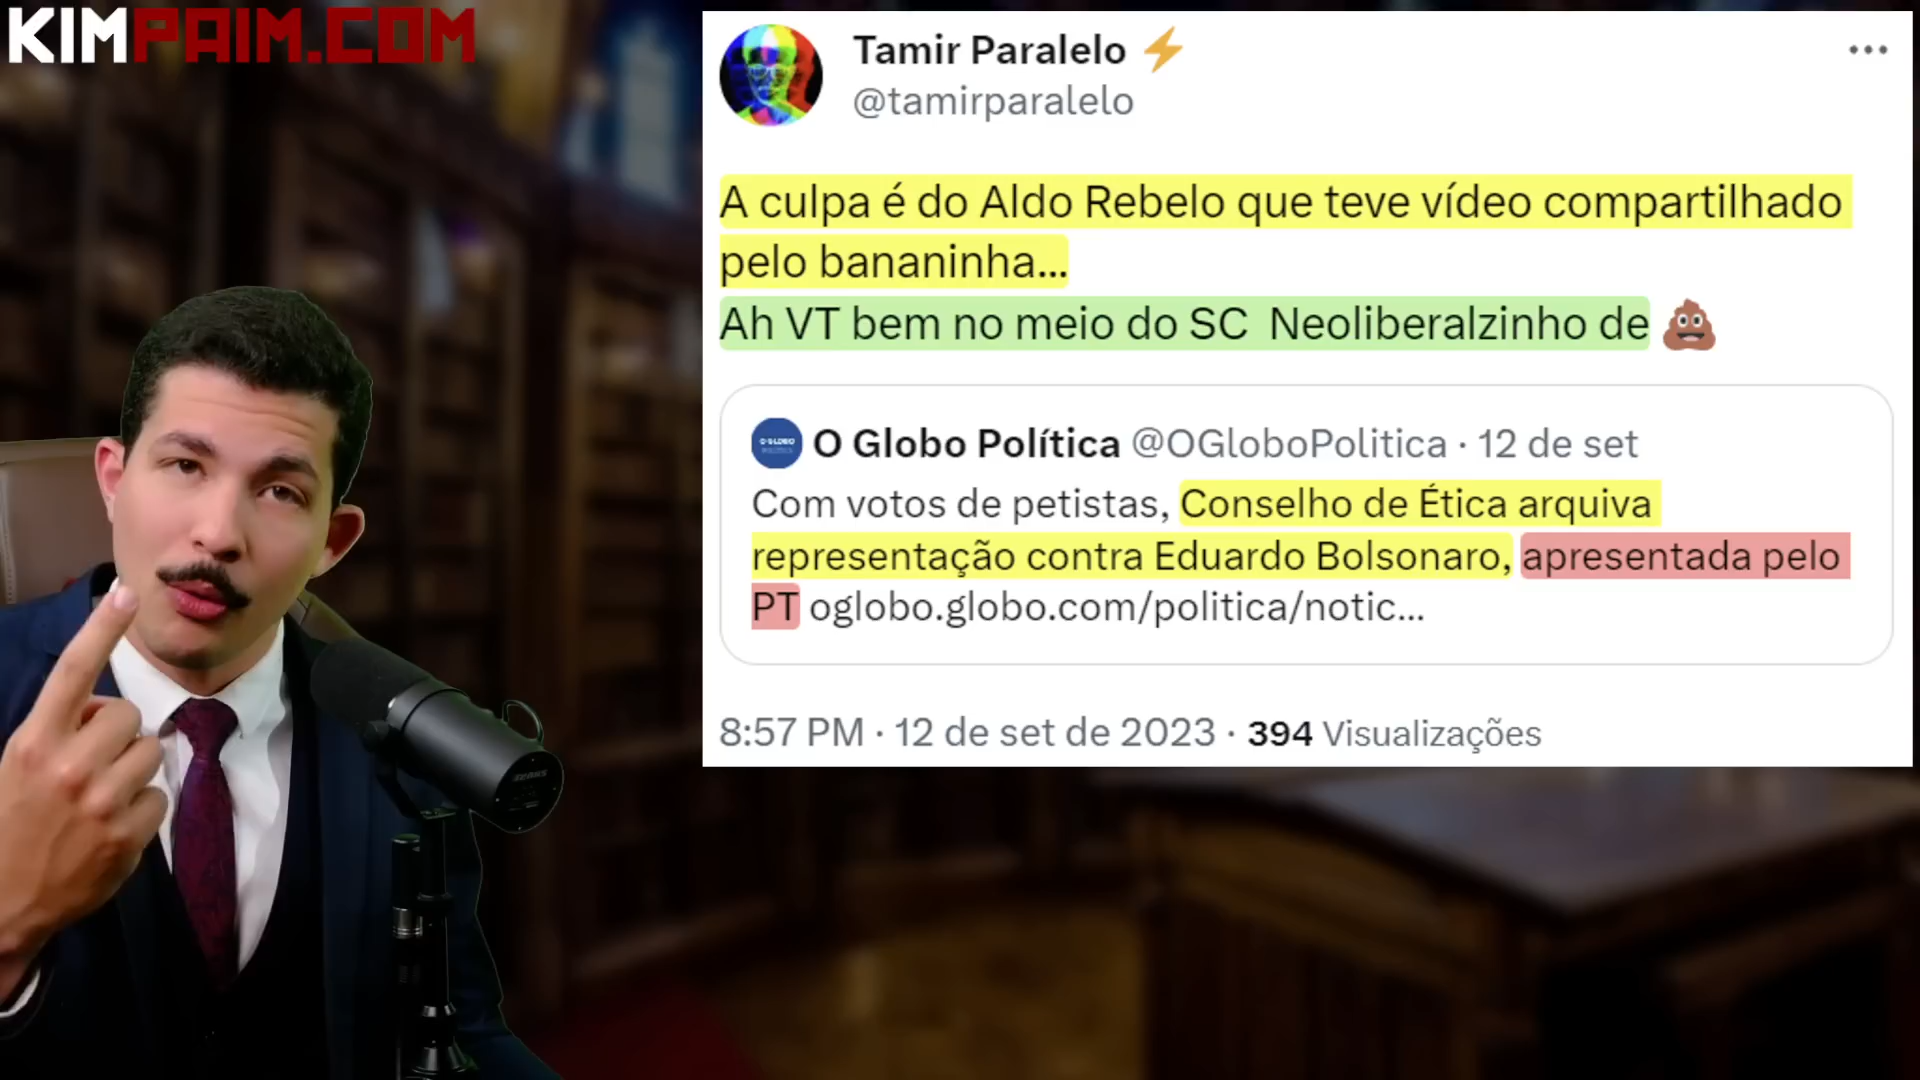 KIMPAIM.COM
Tamir Paralelo ⚡
@tamirparalelo
A culpa é do Aldo Rebelo que teve vídeo compartilhado
pelo bananinha...
Ah VT bem no meio do SC Neoliberalzinho de 💩
O GLOBO
O Globo Política @OGloboPolitica · 12 de set
Com votos de petistas, Conselho de Ética arquiva
representação contra Eduardo Bolsonaro, apresentada pelo
PT oglobo.globo.com/politica/notic...
8:57 PM · 12 de set de 2023 · 394 Visualizações